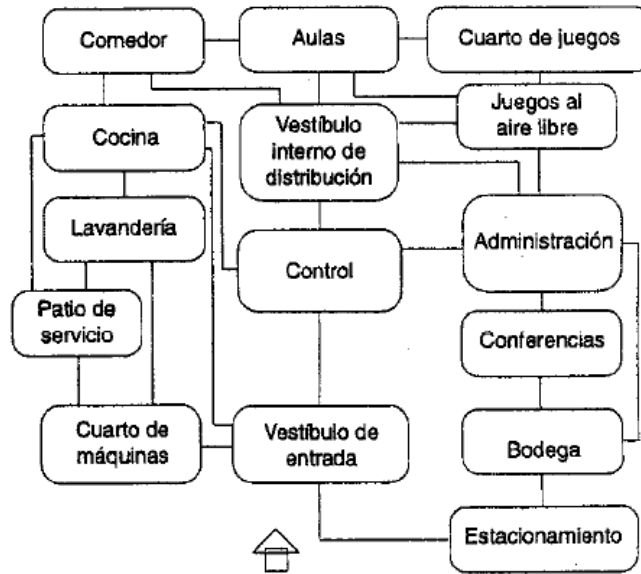 Comedor
Aulas
Cuarto de juegos
Cocina
Vestíbulo
interno de
distribución
Juegos al
aire libre
Lavandería
Control
Administración
Patio de
servicio
Conferencias
Cuarto de
máquinas
Vestíbulo de
entrada
Bodega
Estacionamiento